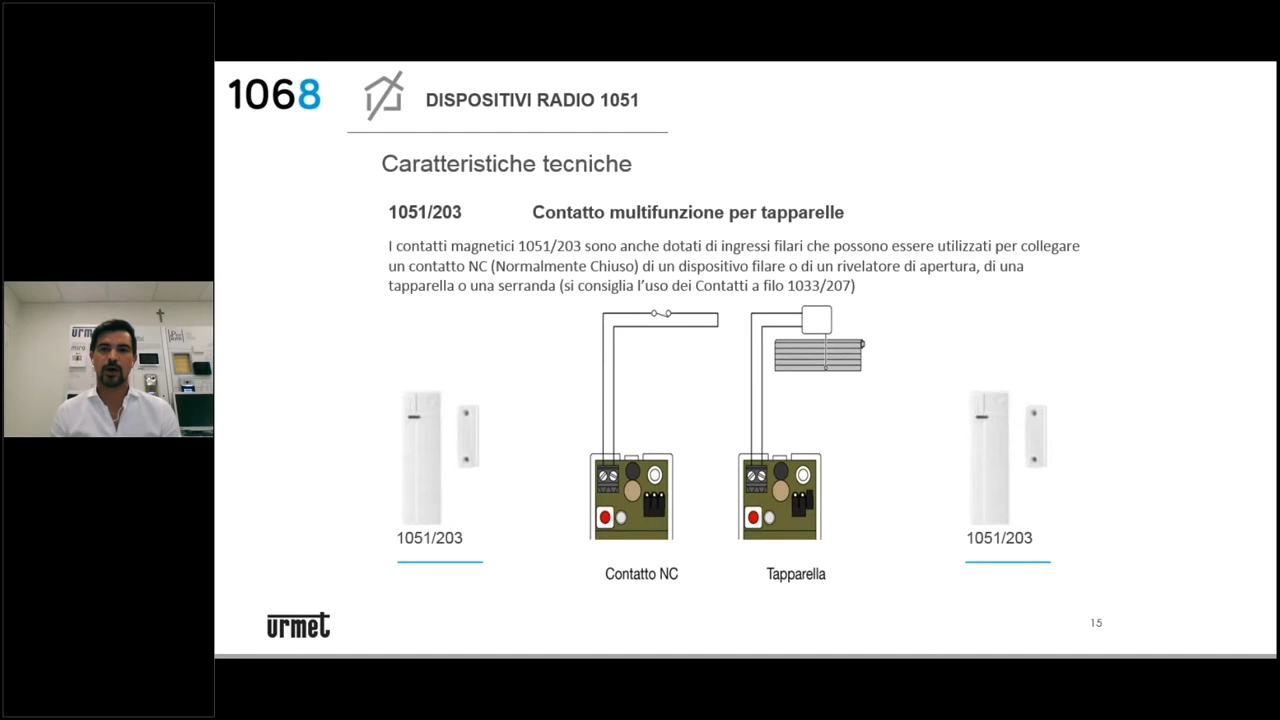 1068
DISPOSITIVI RADIO 1051
Caratteristiche tecniche
1051/203 Contatto multifunzione per tapparelle
I contatti magnetici 1051/203 sono anche dotati di ingressi filari che possono essere utilizzati per collegare
un contatto NC (Normalmente Chiuso) di un dispositivo filare o di un rivelatore di apertura, di una
tapparella o una serranda (si consiglia l'uso dei Contatti a filo 1033/207)
1051/203
1051/203
Contatto NC
Tapparella
urmet
15